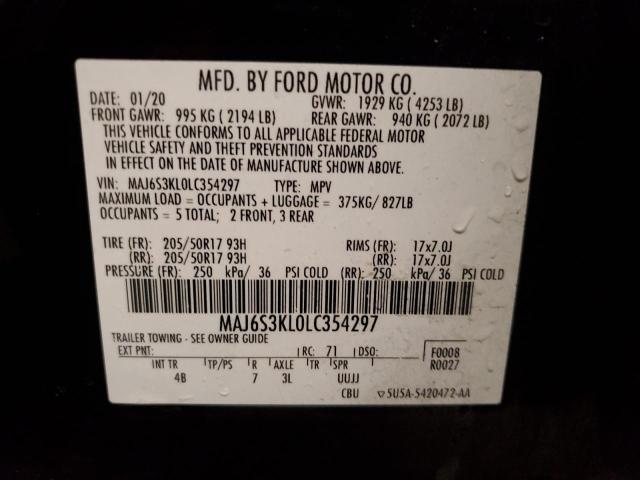 MFD. BY FORD MOTOR CO.
DATE: 01/20 GVWR: 1929 KG ( 4253 LB)
FRONT GAWR: 995 KG ( 2194 LB) REAR GAWR: 940 KG ( 2072 LB)
THIS VEHICLE CONFORMS TO ALL APPLICABLE FEDERAL MOTOR
VEHICLE SAFETY AND THEFT PREVENTION STANDARDS
IN EFFECT ON THE DATE OF MANUFACTURE SHOWN ABOVE.
VIN: MAJ6S3KL0LC354297 TYPE: MPV
MAXIMUM LOAD = OCCUPANTS + LUGGAGE = 375KG/ 827LB
OCCUPANTS = 5 TOTAL; 2 FRONT, 3 REAR
TIRE (FR): 205/50R17 93H RIMS (FR): 17x7.0J
(RR): 205/50R17 93H (RR): 17x7.0J
PRESSURE (FR): 250 kPa/ 36 PSI COLD (RR): 250 kPa/ 36 PSI COLD
MAJ6S3KL0LC354297
TRAILER TOWING - SEE OWNER GUIDE
EXT PNT: RC: 71 DSO: F0008
R0027
INT TR TP/PS R AXLE TR SPR
4B 7 3L UUJJ
CBU ▽5USA-5420472-AA